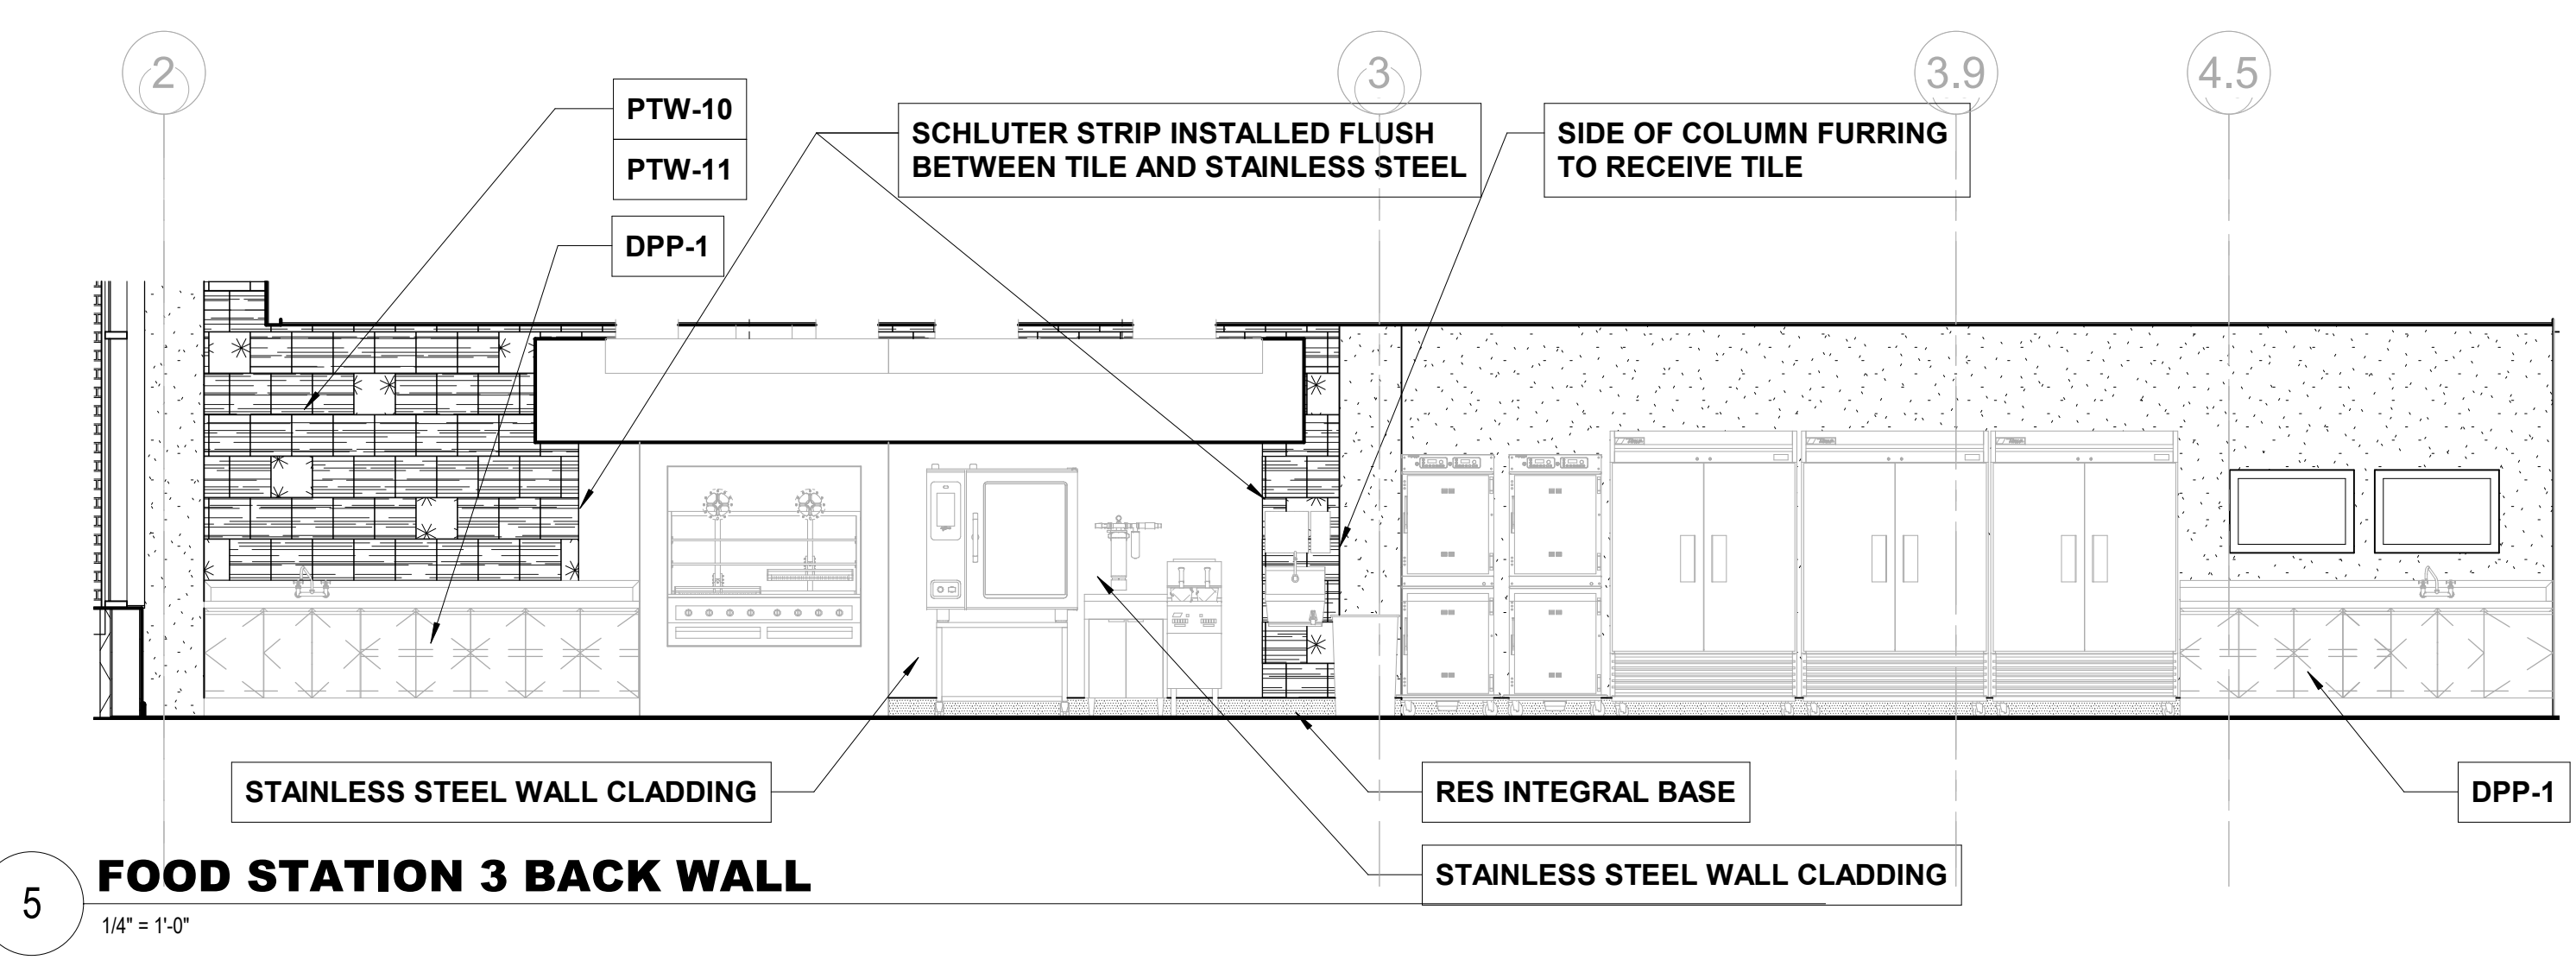 2
3
3.9
4.5
PTW-10
PTW-11
DPP-1
SCHLUTER STRIP INSTALLED FLUSH
BETWEEN TILE AND STAINLESS STEEL
SIDE OF COLUMN FURRING
TO RECEIVE TILE
STAINLESS STEEL WALL CLADDING
RES INTEGRAL BASE
DPP-1
STAINLESS STEEL WALL CLADDING
5
FOOD STATION 3 BACK WALL
1/4" = 1'-0"